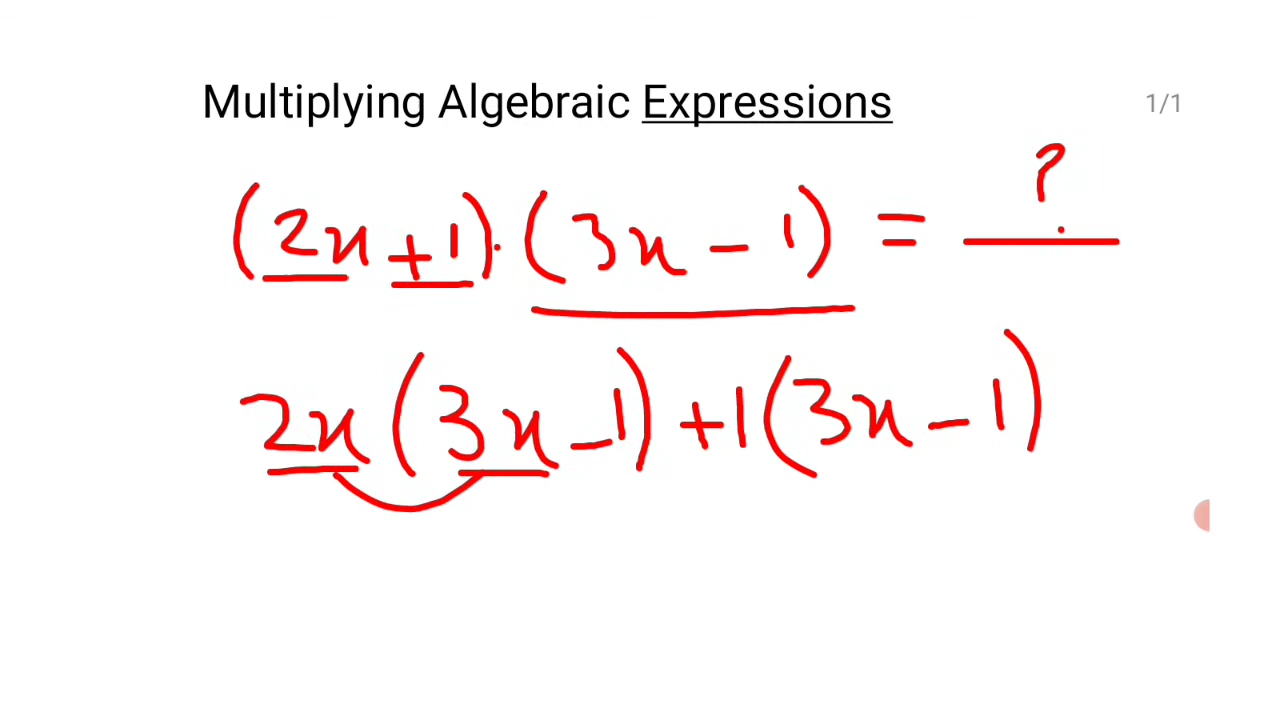 Multiplying Algebraic Expressions
1/1
(2x + 1) · (3x - 1) = ?
2x (3x - 1) + 1 (3x - 1)